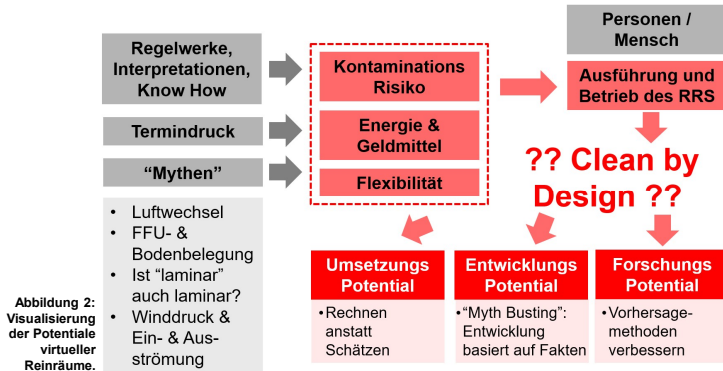 Regelwerke,
Interpretationen,
Know How
Termindruck
“Mythen”
• Luftwechsel
• FFU- &
Bodenbelegung
• Ist “laminar”
auch laminar?
• Winddruck &
Ein- & Aus-
strömung
Kontaminations
Risiko
Energie &
Geldmittel
Flexibilität
Personen /
Mensch
Ausführung und
Betrieb des RRS
?? Clean by
Design ??
Umsetzungs
Potential
• Rechnen
anstatt
Schätzen
Entwicklungs
Potential
• “Myth Busting”:
Entwicklung
basiert auf Fakten
Forschungs
Potential
• Vorhersage-
methoden
verbessern
Abbildung 2:
Visualisierung
der Potentiale
virtueller
Reinräume.